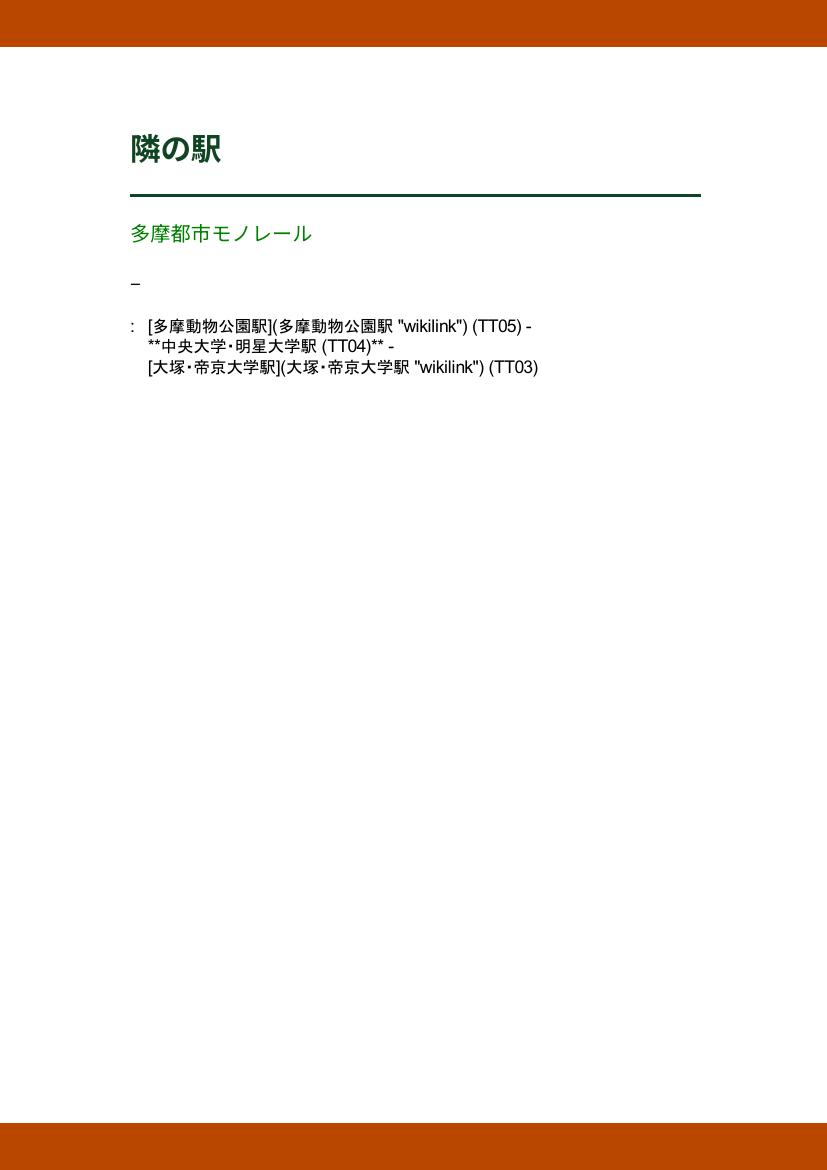 隣の駅
多摩都市モノレール
–
: [多摩動物公園駅](多摩動物公園駅 "wikilink") (TT05) -
**中央大学・明星大学駅 (TT04)** -
[大塚・帝京大学駅](大塚・帝京大学駅 "wikilink") (TT03)